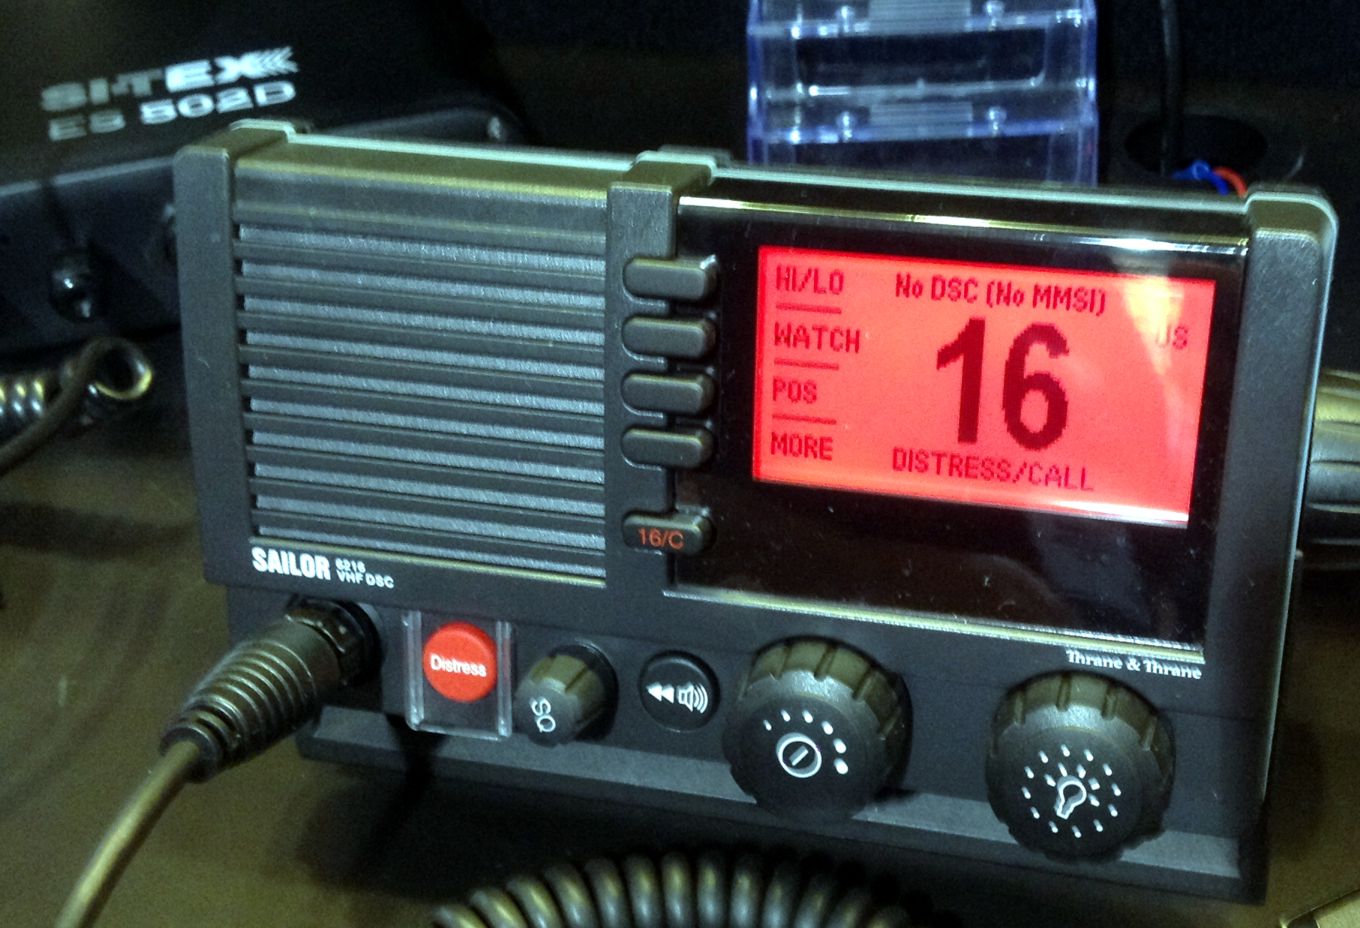 SI-TEX
ES 502D
HI/LO
No DSC (No MMSI)
US
WATCH
16
POS
MORE
DISTRESS/CALL
16/C
SAILOR 6216
VHF DSC
Thrane & Thrane
Distress
SQ